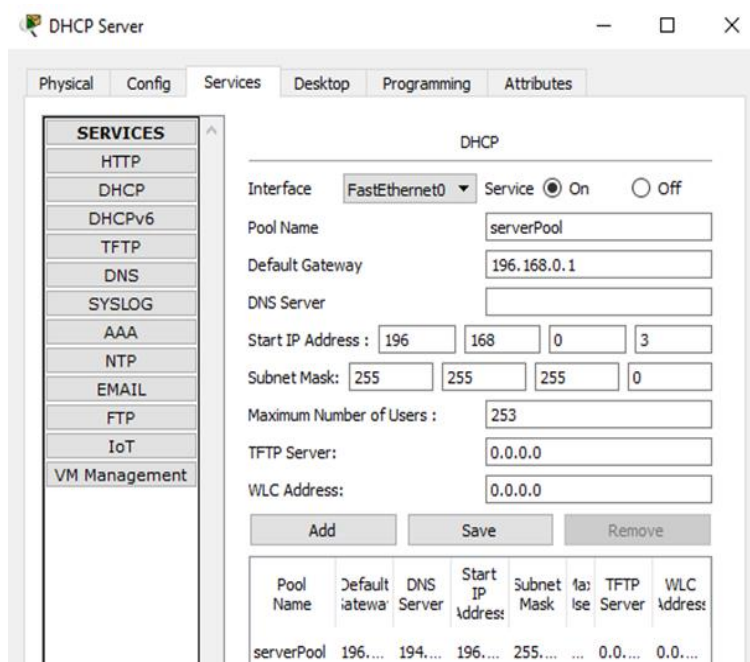 DHCP Server
Physical Config Services Desktop Programming Attributes
SERVICES
HTTP
DHCP
DHCPv6
TFTP
DNS
SYSLOG
AAA
NTP
EMAIL
FTP
IoT
VM Management
DHCP
Interface FastEthernet0 Service On Off
Pool Name serverPool
Default Gateway 196.168.0.1
DNS Server
Start IP Address : 196 168 0 3
Subnet Mask: 255 255 255 0
Maximum Number of Users : 253
TFTP Server: 0.0.0.0
WLC Address: 0.0.0.0
Add Save Remove
Pool Name Default DNS Server Start IP Subnet Mask TFTP Server WLC
serverPool 196.... 194.... 196.... 255.... ... 0.0.... 0.0....